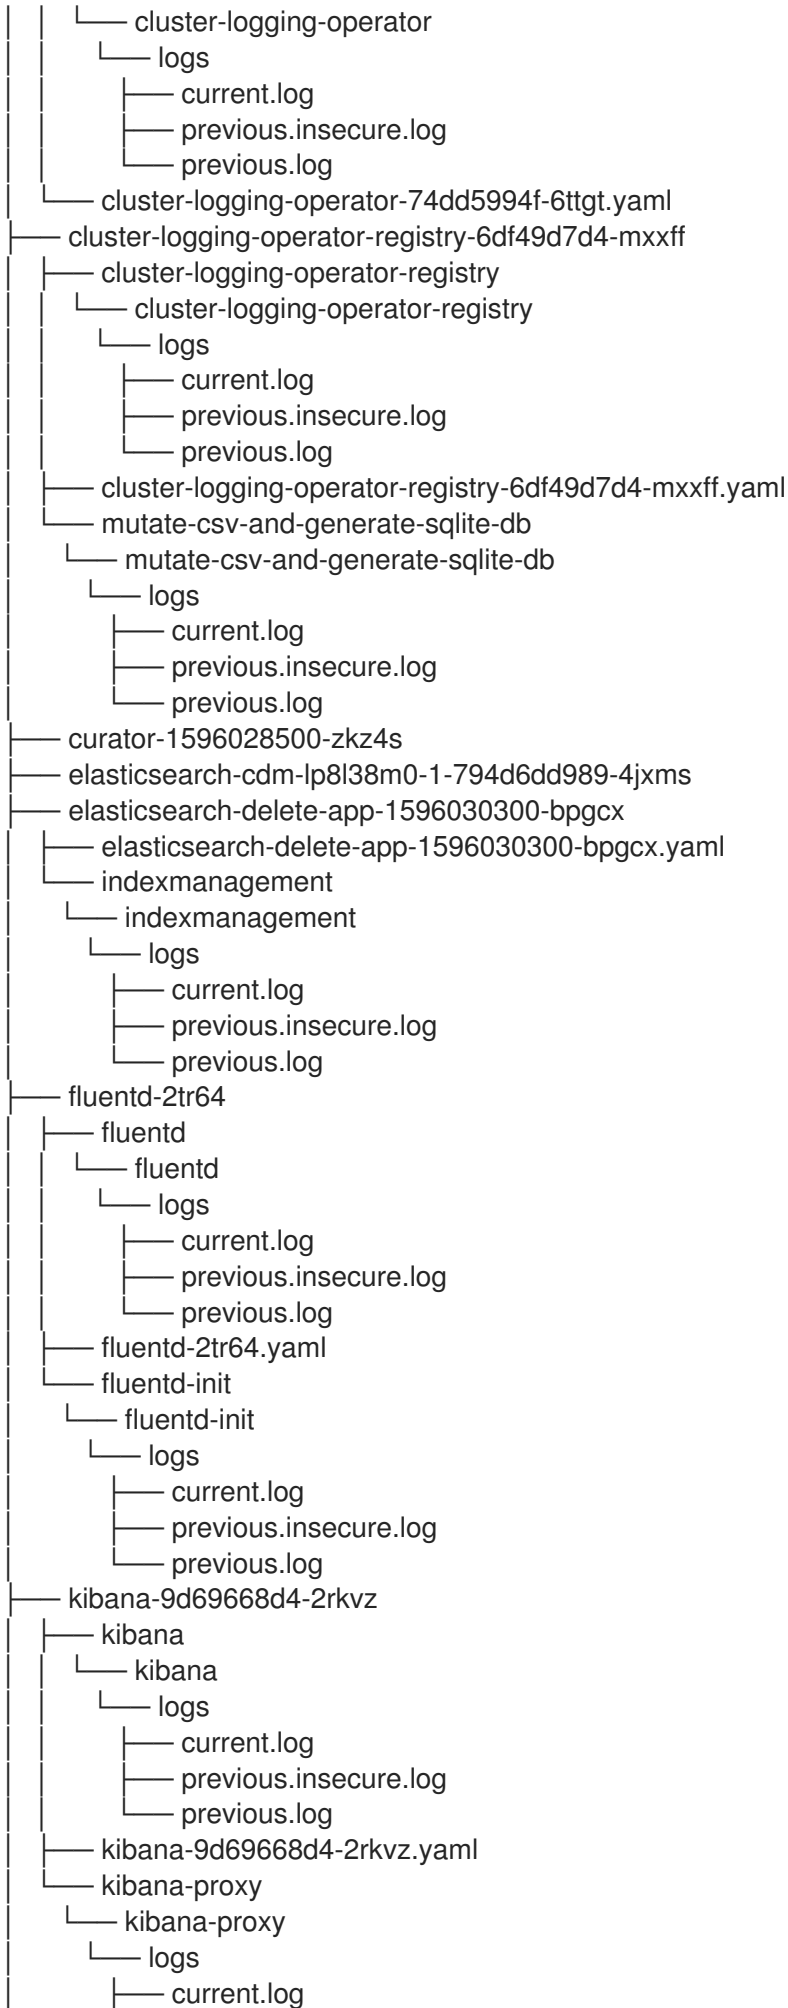 │ │ └── cluster-logging-operator
│ │ └── logs
│ │ ├── current.log
│ │ ├── previous.insecure.log
│ │ └── previous.log
│ └── cluster-logging-operator-74dd5994f-6ttgt.yaml
├── cluster-logging-operator-registry-6df49d7d4-mxxff
│ ├── cluster-logging-operator-registry
│ │ └── cluster-logging-operator-registry
│ │ └── logs
│ │ ├── current.log
│ │ ├── previous.insecure.log
│ │ └── previous.log
│ ├── cluster-logging-operator-registry-6df49d7d4-mxxff.yaml
│ └── mutate-csv-and-generate-sqlite-db
│ └── mutate-csv-and-generate-sqlite-db
│ └── logs
│ ├── current.log
│ ├── previous.insecure.log
│ └── previous.log
├── curator-1596028500-zkz4s
├── elasticsearch-cdm-lp8l38m0-1-794d6dd989-4jxms
├── elasticsearch-delete-app-1596030300-bpgcx
│ ├── elasticsearch-delete-app-1596030300-bpgcx.yaml
│ └── indexmanagement
│ └── indexmanagement
│ └── logs
│ ├── current.log
│ ├── previous.insecure.log
│ └── previous.log
├── fluentd-2tr64
│ ├── fluentd
│ │ └── fluentd
│ │ └── logs
│ │ ├── current.log
│ │ ├── previous.insecure.log
│ │ └── previous.log
│ ├── fluentd-2tr64.yaml
│ └── fluentd-init
│ └── fluentd-init
│ └── logs
│ ├── current.log
│ ├── previous.insecure.log
│ └── previous.log
├── kibana-9d69668d4-2rkvz
│ ├── kibana
│ │ └── kibana
│ │ └── logs
│ │ ├── current.log
│ │ ├── previous.insecure.log
│ │ └── previous.log
│ ├── kibana-9d69668d4-2rkvz.yaml
│ └── kibana-proxy
│ └── kibana-proxy
│ └── logs
│ ├── current.log